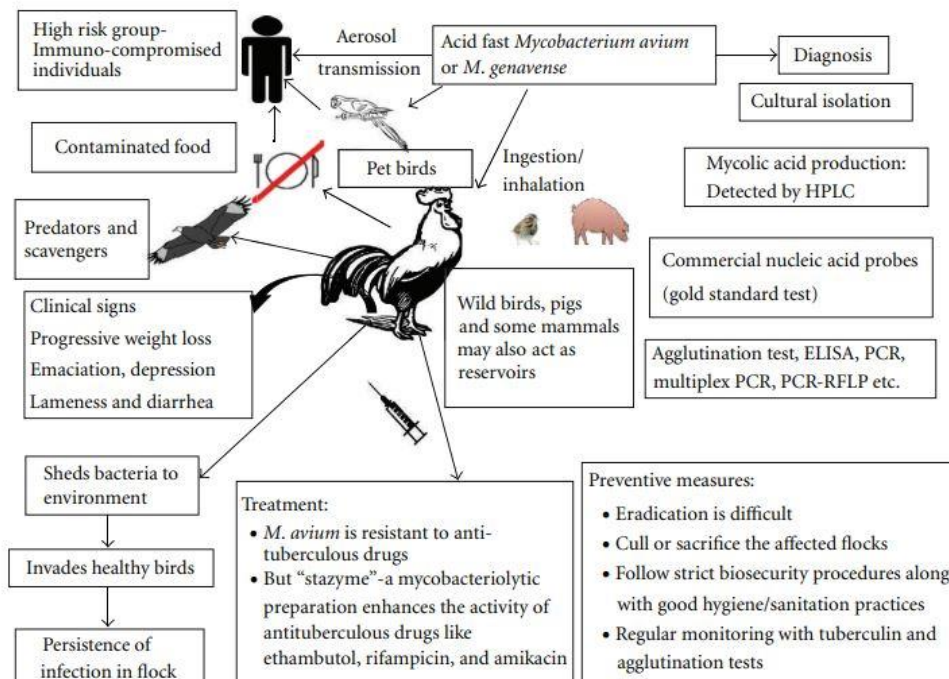 High risk group-
Immuno-compromised
individuals
Aerosol
transmission
Acid fast Mycobacterium avium
or M. genavense
Diagnosis
Cultural isolation
Contaminated food
Pet birds
Ingestion/
inhalation
Mycolic acid production:
Detected by HPLC
Predators and
scavengers
Commercial nucleic acid probes
(gold standard test)
Clinical signs
Progressive weight loss
Emaciation, depression
Lameness and diarrhea
Wild birds, pigs
and some mammals
may also act as
reservoirs
Agglutination test, ELISA, PCR,
multiplex PCR, PCR-RFLP etc.
Sheds bacteria to
environment
Invades healthy birds
Persistence of
infection in flock
Treatment:
• M. avium is resistant to anti-
tuberculous drugs
• But “stazyme”-a mycobacteriolytic
preparation enhances the activity of
antituberculous drugs like
ethambutol, rifampicin, and amikacin
Preventive measures:
• Eradication is difficult
• Cull or sacrifice the affected flocks
• Follow strict biosecurity procedures along
with good hygiene/sanitation practices
• Regular monitoring with tuberculin and
agglutination tests